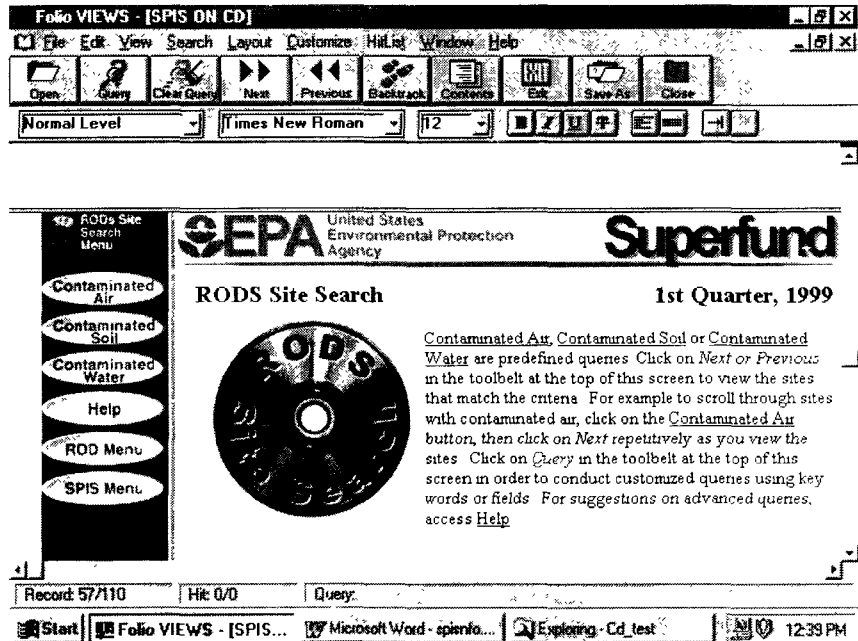 Folio VIEWS - [SPIS ON CD]
File Edit View Search Layout Customize HitList Window Help
Open Query Clear Query Next Previous Backtrack Contents Exit Save As Close
Normal Level Times New Roman 12 B I U
RODs Site
Search
Menu
EPA United States
Environmental Protection
Agency
Superfund
Contaminated
Air
Contaminated
Soil
Contaminated
Water
Help
ROD Menu
SPIS Menu
RODS Site Search
1st Quarter, 1999
RODS
Site Search
Contaminated Air, Contaminated Soil or Contaminated
Water are predefined queries Click on Next or Previous
in the toolbelt at the top of this screen to view the sites
that match the criteria For example to scroll through sites
with contaminated air, click on the Contaminated Air
button, then click on Next repetitively as you view the
sites Click on Query in the toolbelt at the top of this
screen in order to conduct customized queries using key
words or fields For suggestions on advanced queries,
access Help
Record: 57/110 Hit: 0/0 Query:
Start Folio VIEWS - [SPIS... Microsoft Word - spisnfo.... Exploring - Cd_test 12:39 PM